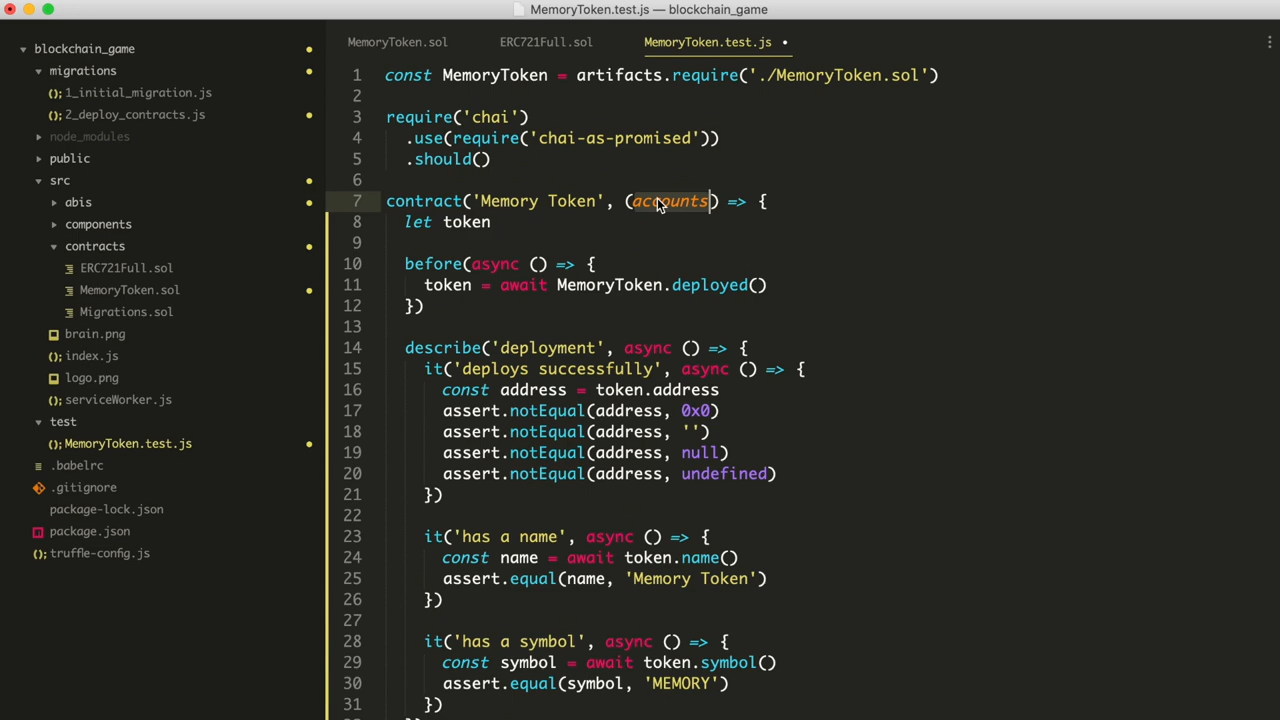 MemoryToken.test.js — blockchain_game
blockchain_game
migrations
1_initial_migration.js
2_deploy_contracts.js
node_modules
public
src
abis
components
contracts
ERC721Full.sol
MemoryToken.sol
Migrations.sol
brain.png
index.js
logo.png
serviceWorker.js
test
MemoryToken.test.js
.babelrc
.gitignore
package-lock.json
package.json
truffle-config.js
MemoryToken.sol ERC721Full.sol MemoryToken.test.js
1 const MemoryToken = artifacts.require('./MemoryToken.sol')
2
3 require('chai')
4 .use(require('chai-as-promised'))
5 .should()
6
7 contract('Memory Token', (accounts) => {
8 let token
9
10 before(async () => {
11 token = await MemoryToken.deployed()
12 })
13
14 describe('deployment', async () => {
15 it('deploys successfully', async () => {
16 const address = token.address
17 assert.notEqual(address, 0x0)
18 assert.notEqual(address, '')
19 assert.notEqual(address, null)
20 assert.notEqual(address, undefined)
21 })
22
23 it('has a name', async () => {
24 const name = await token.name()
25 assert.equal(name, 'Memory Token')
26 })
27
28 it('has a symbol', async () => {
29 const symbol = await token.symbol()
30 assert.equal(symbol, 'MEMORY')
31 })